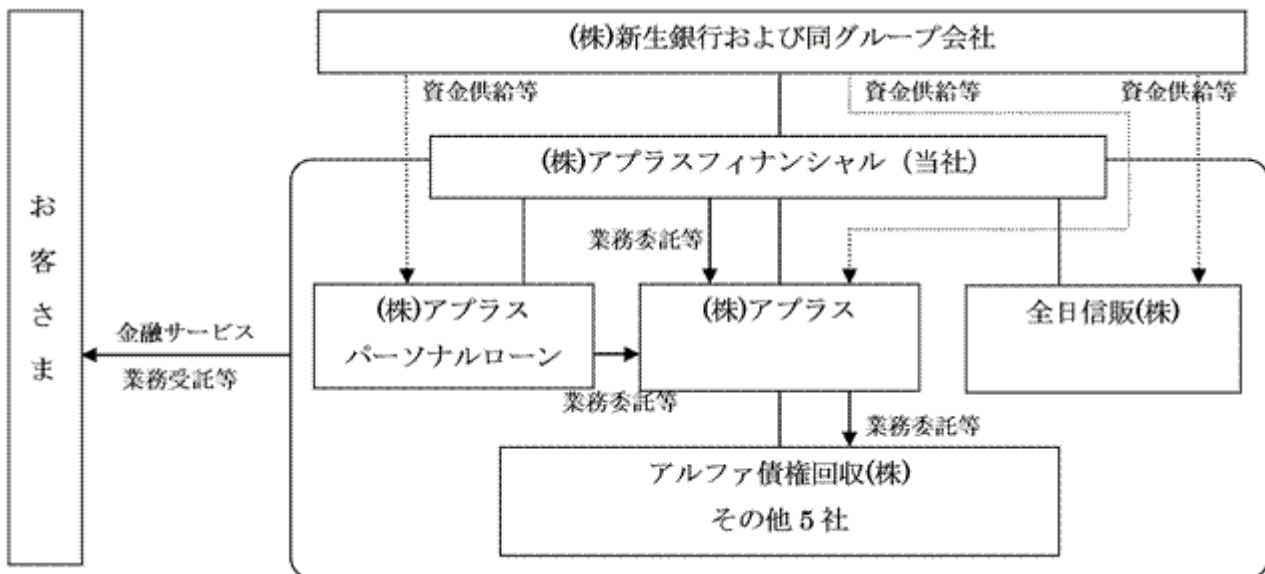 (株)新生銀行および同グループ会社
資金供給等
資金供給等
資金供給等
(株)アプラスフィナンシャル（当社）
お客さま
業務委託等
(株)アプラス
パーソナルローン
(株)アプラス
全日信販(株)
金融サービス
業務受託等
業務委託等
業務委託等
アルファ債権回収(株)
その他５社